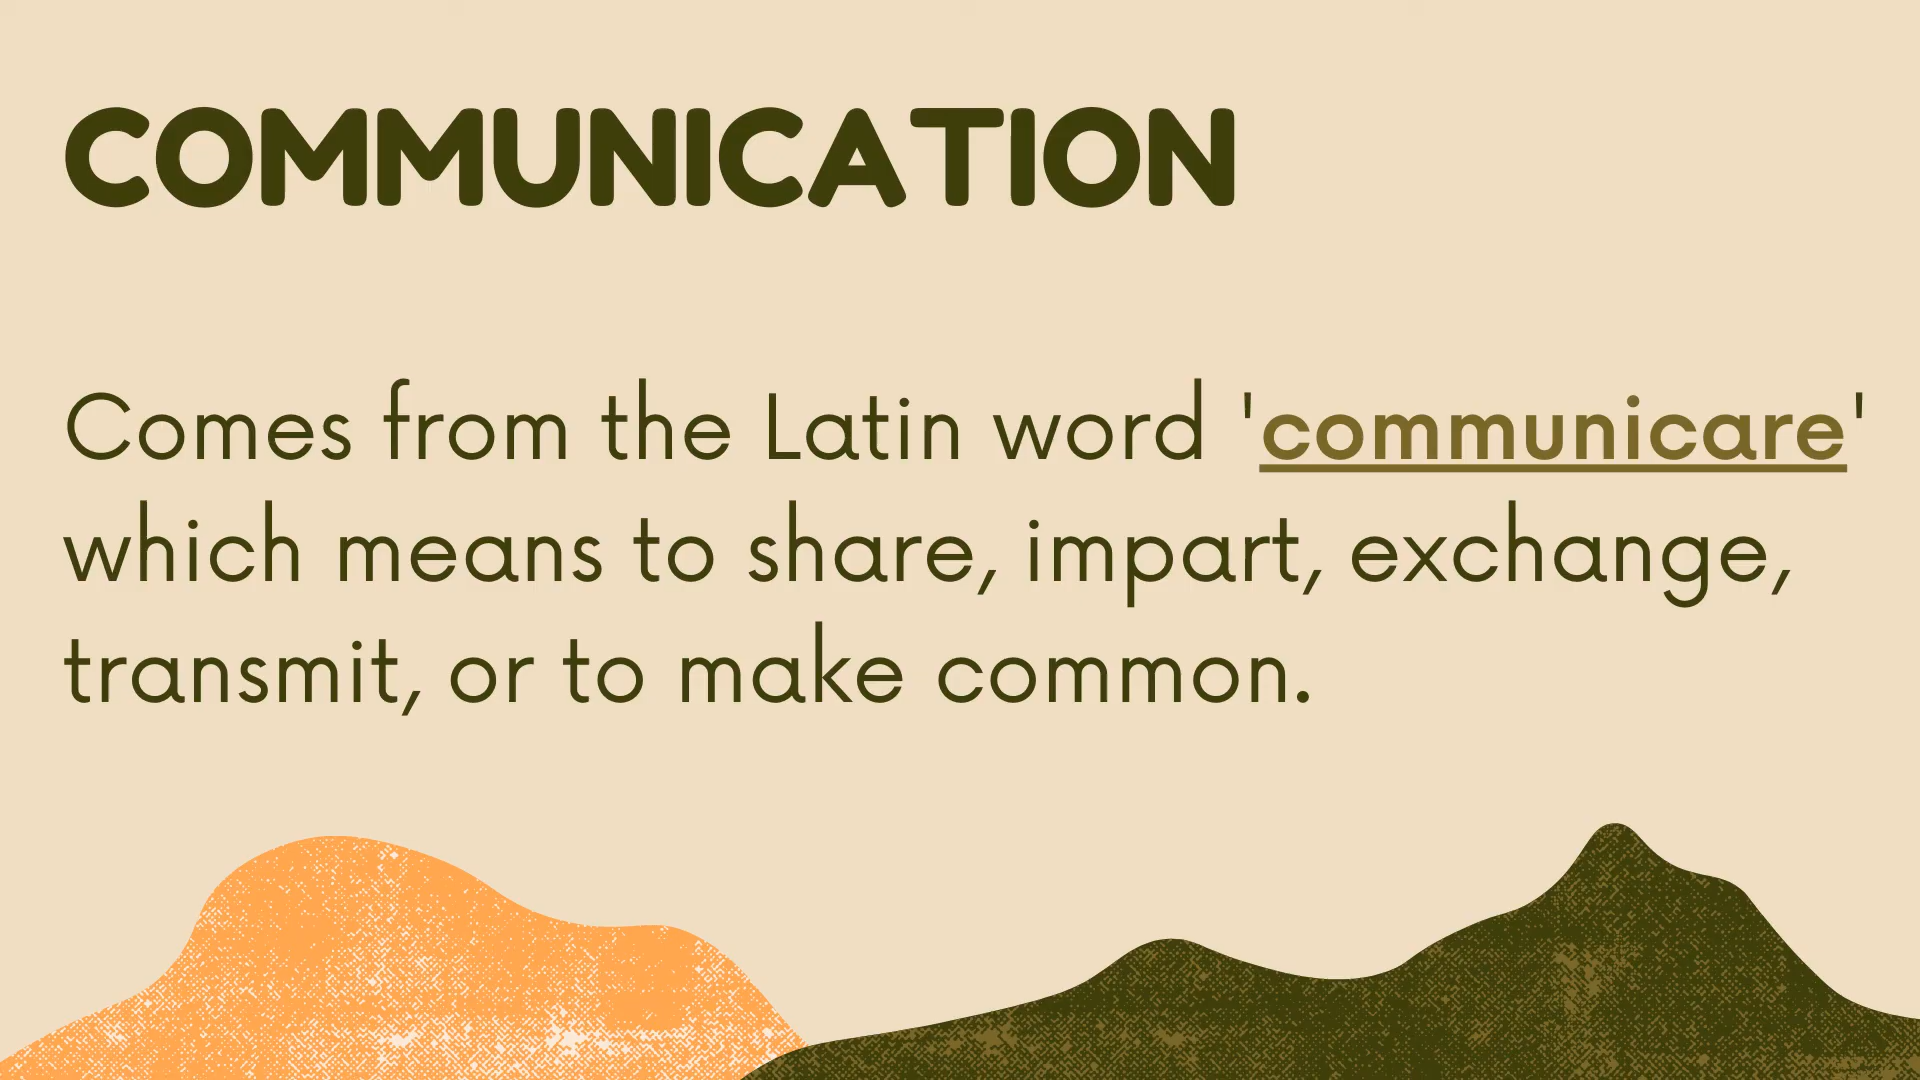 COMMUNICATION
Comes from the Latin word 'communicare'
which means to share, impart, exchange,
transmit, or to make common.